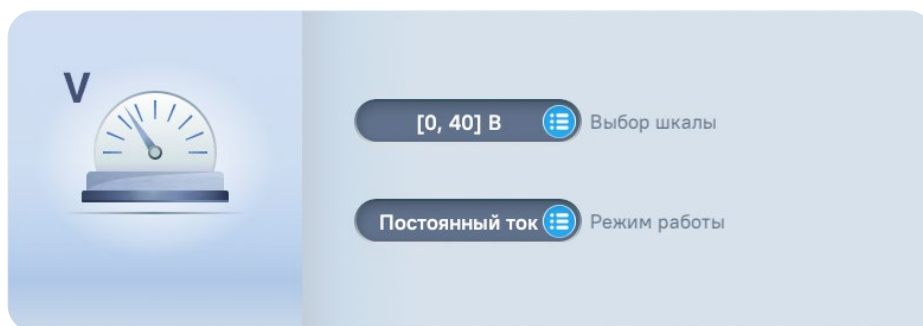 V
[0, 40] В
Выбор шкалы
Постоянный ток
Режим работы